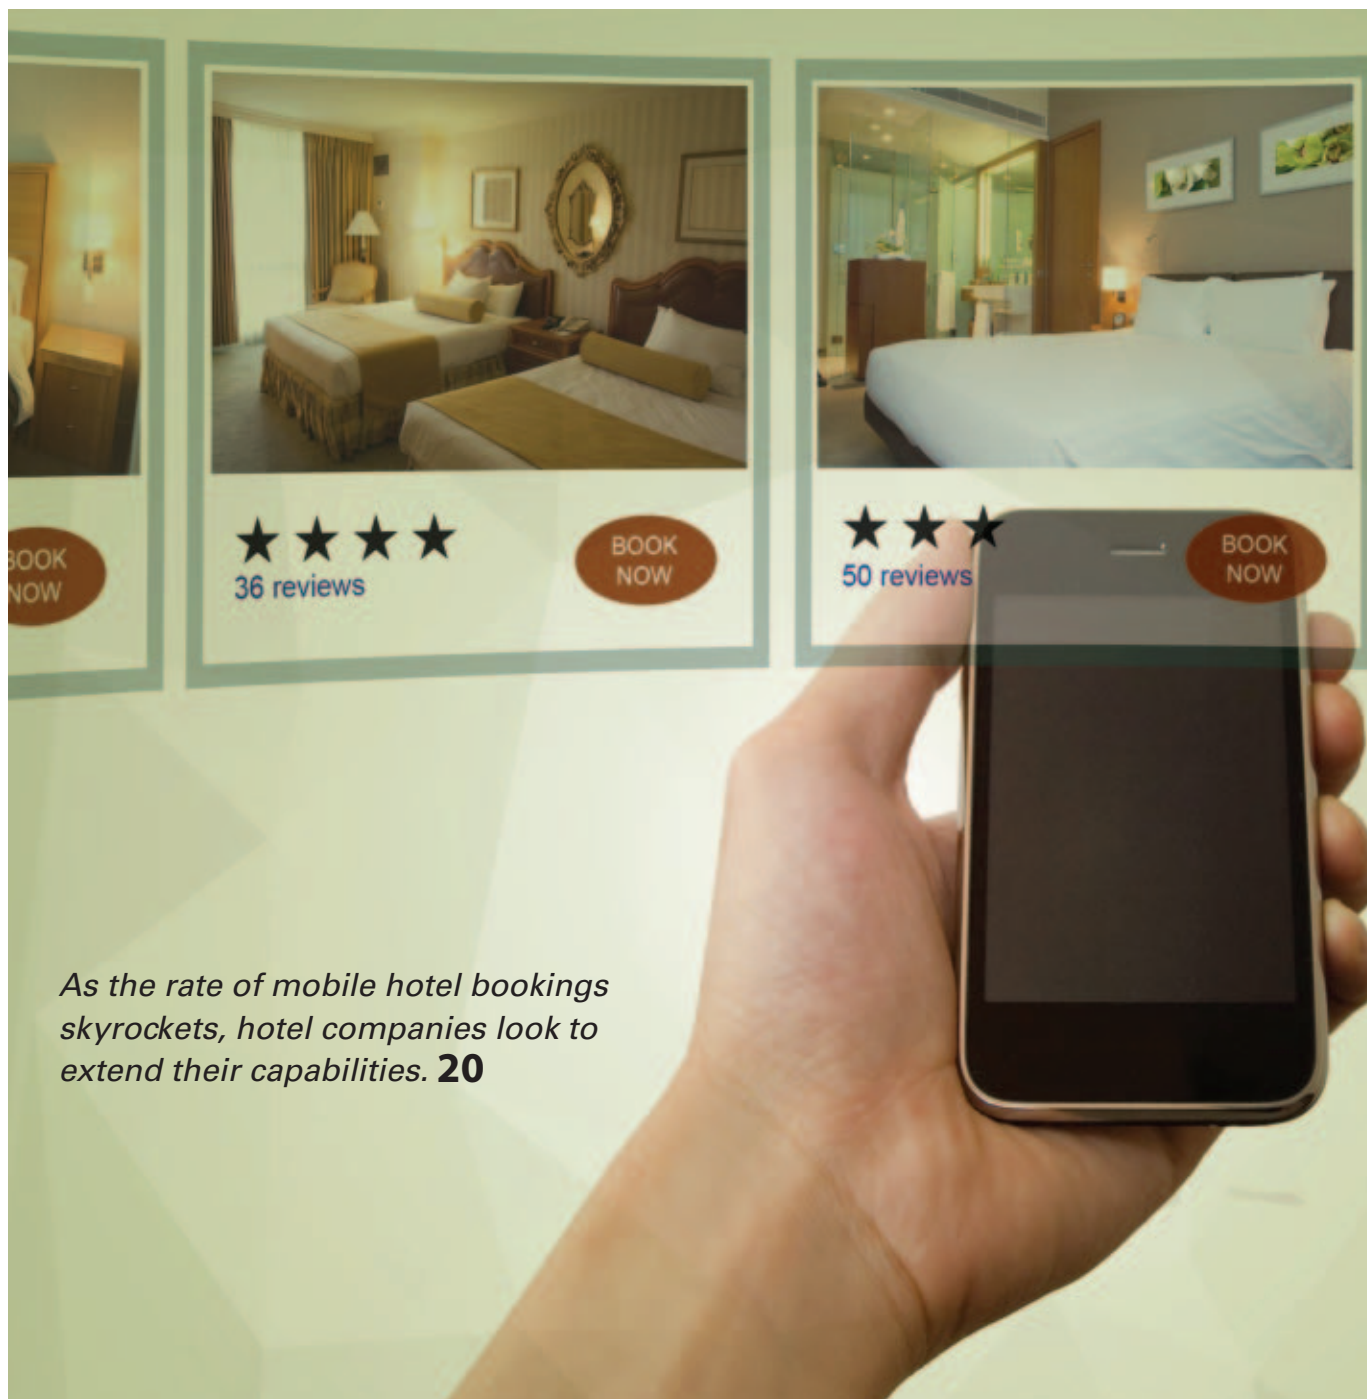 BOOK
NOW
★★★★
36 reviews
BOOK
NOW
★★★
50 reviews
BOOK
NOW
As the rate of mobile hotel bookings
skyrockets, hotel companies look to
extend their capabilities. 20